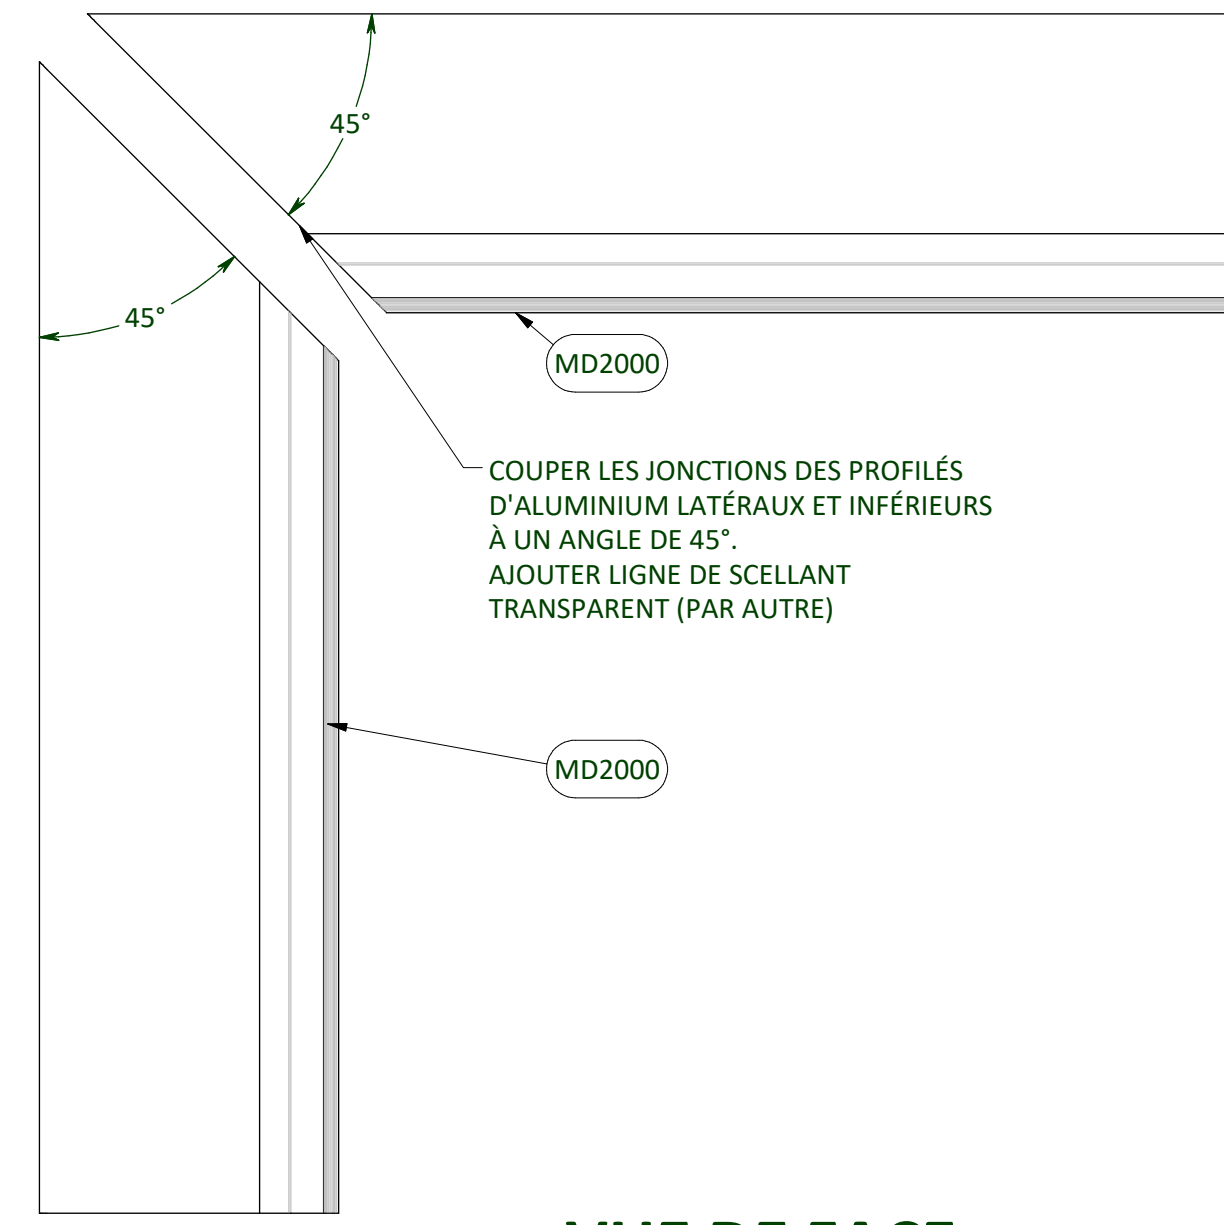 45°
45°
MD2000
COUPER LES JONCTIONS DES PROFILÉS
D'ALUMINIUM LATÉRAUX ET INFÉRIEURS
À UN ANGLE DE 45°.
AJOUTER LIGNE DE SCELLANT
TRANSPARENT (PAR AUTRE)
MD2000